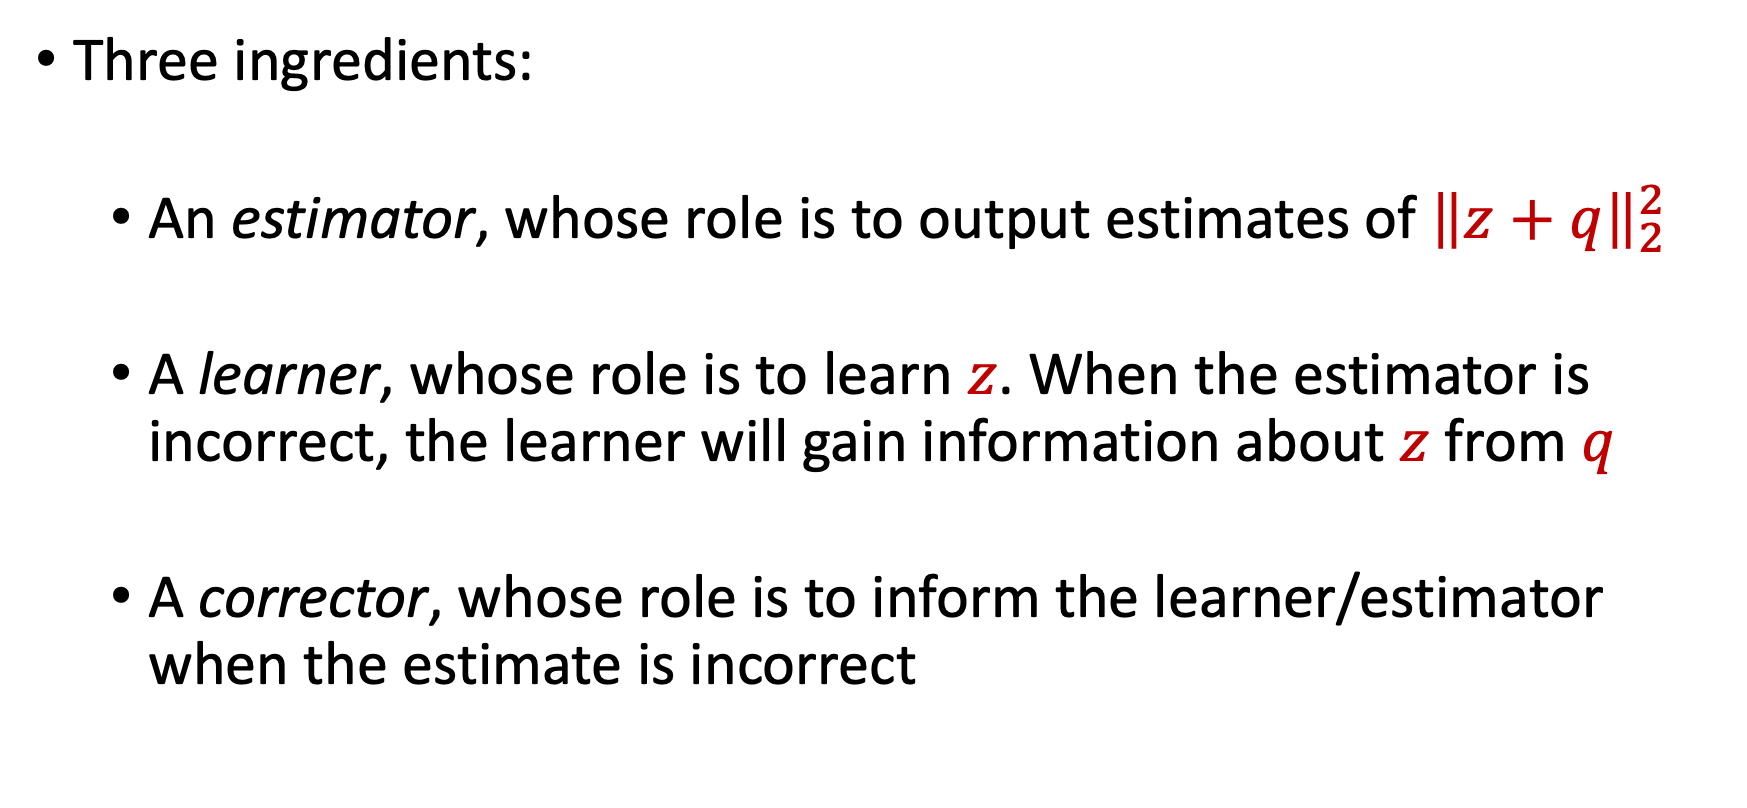 • Three ingredients:
• An estimator, whose role is to output estimates of ‖z + q‖₂²
• A learner, whose role is to learn z. When the estimator is
incorrect, the learner will gain information about z from q
• A corrector, whose role is to inform the learner/estimator
when the estimate is incorrect